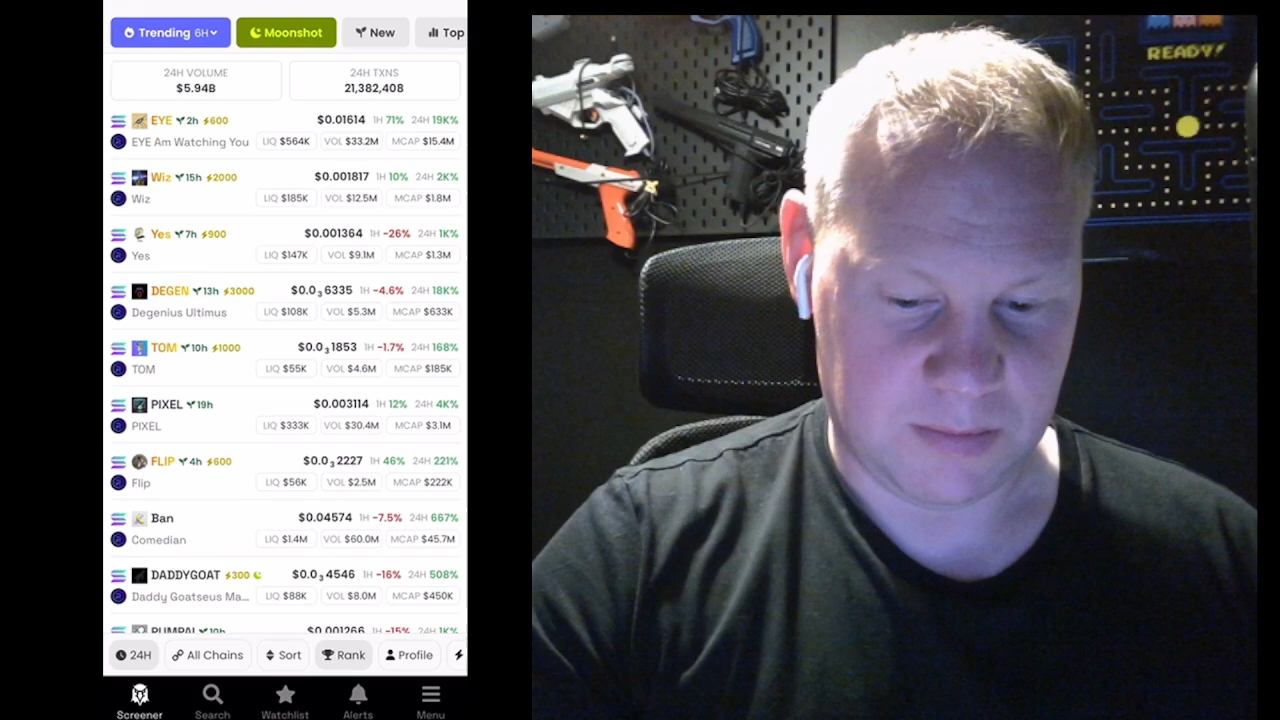 Trending 6H Moonshot New Top
24H VOLUME 24H TXNS
$5.94B 21,382,408
EYE 2h 600 $0.01614 1H 71% 24H 19K%
EYE Am Watching You LIQ $564K VOL $33.2M MCAP $15.4M
Wiz 15h 2000 $0.001817 1H 10% 24H 2K%
Wiz LIQ $185K VOL $12.5M MCAP $1.8M
Yes 7h 900 $0.001364 1H -26% 24H 1K%
Yes LIQ $147K VOL $9.1M MCAP $1.3M
DEGEN 13h 3000 $0.0₃6335 1H -4.6% 24H 18K%
Degenius Ultimus LIQ $108K VOL $5.3M MCAP $633K
TOM 10h 1000 $0.0₃1853 1H -1.7% 24H 168%
TOM LIQ $55K VOL $4.6M MCAP $185K
PIXEL 19h $0.003114 1H 12% 24H 4K%
PIXEL LIQ $333K VOL $30.4M MCAP $3.1M
FLIP 4h 600 $0.0₃2227 1H 46% 24H 221%
Flip LIQ $56K VOL $2.5M MCAP $222K
Ban $0.04574 1H -7.5% 24H 667%
Comedian LIQ $1.4M VOL $60.0M MCAP $45.7M
DADDYGOAT 300 $0.0₃4546 1H -16% 24H 508%
Daddy Goatseus Ma... LIQ $88K VOL $8.0M MCAP $450K
$0.001266 1H -15% 24H 1K%
24H All Chains Sort Rank Profile
Screener Search Watchlist Alerts Menu
READY!